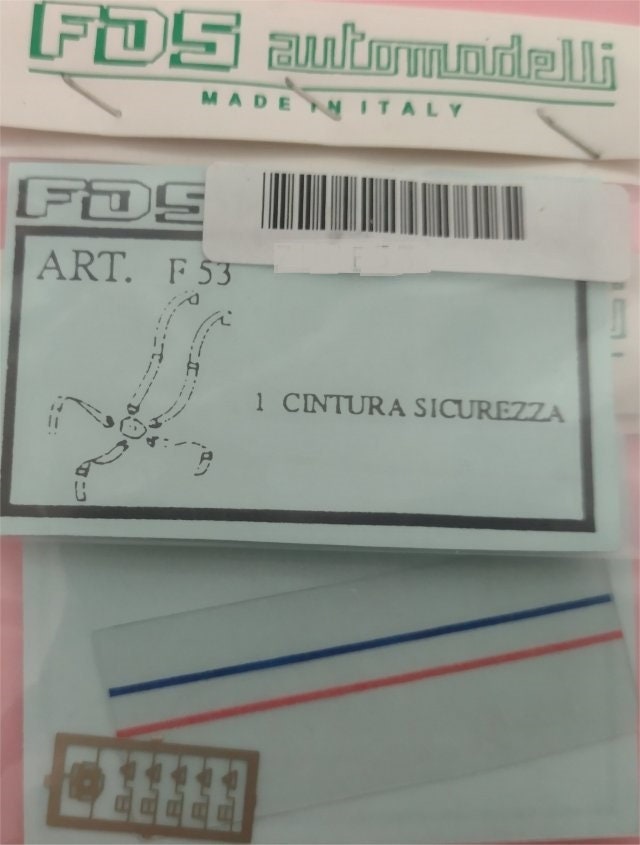 FDS automodelli
MADE IN ITALY
FDS
ART. F 53
1 CINTURA SICUREZZA